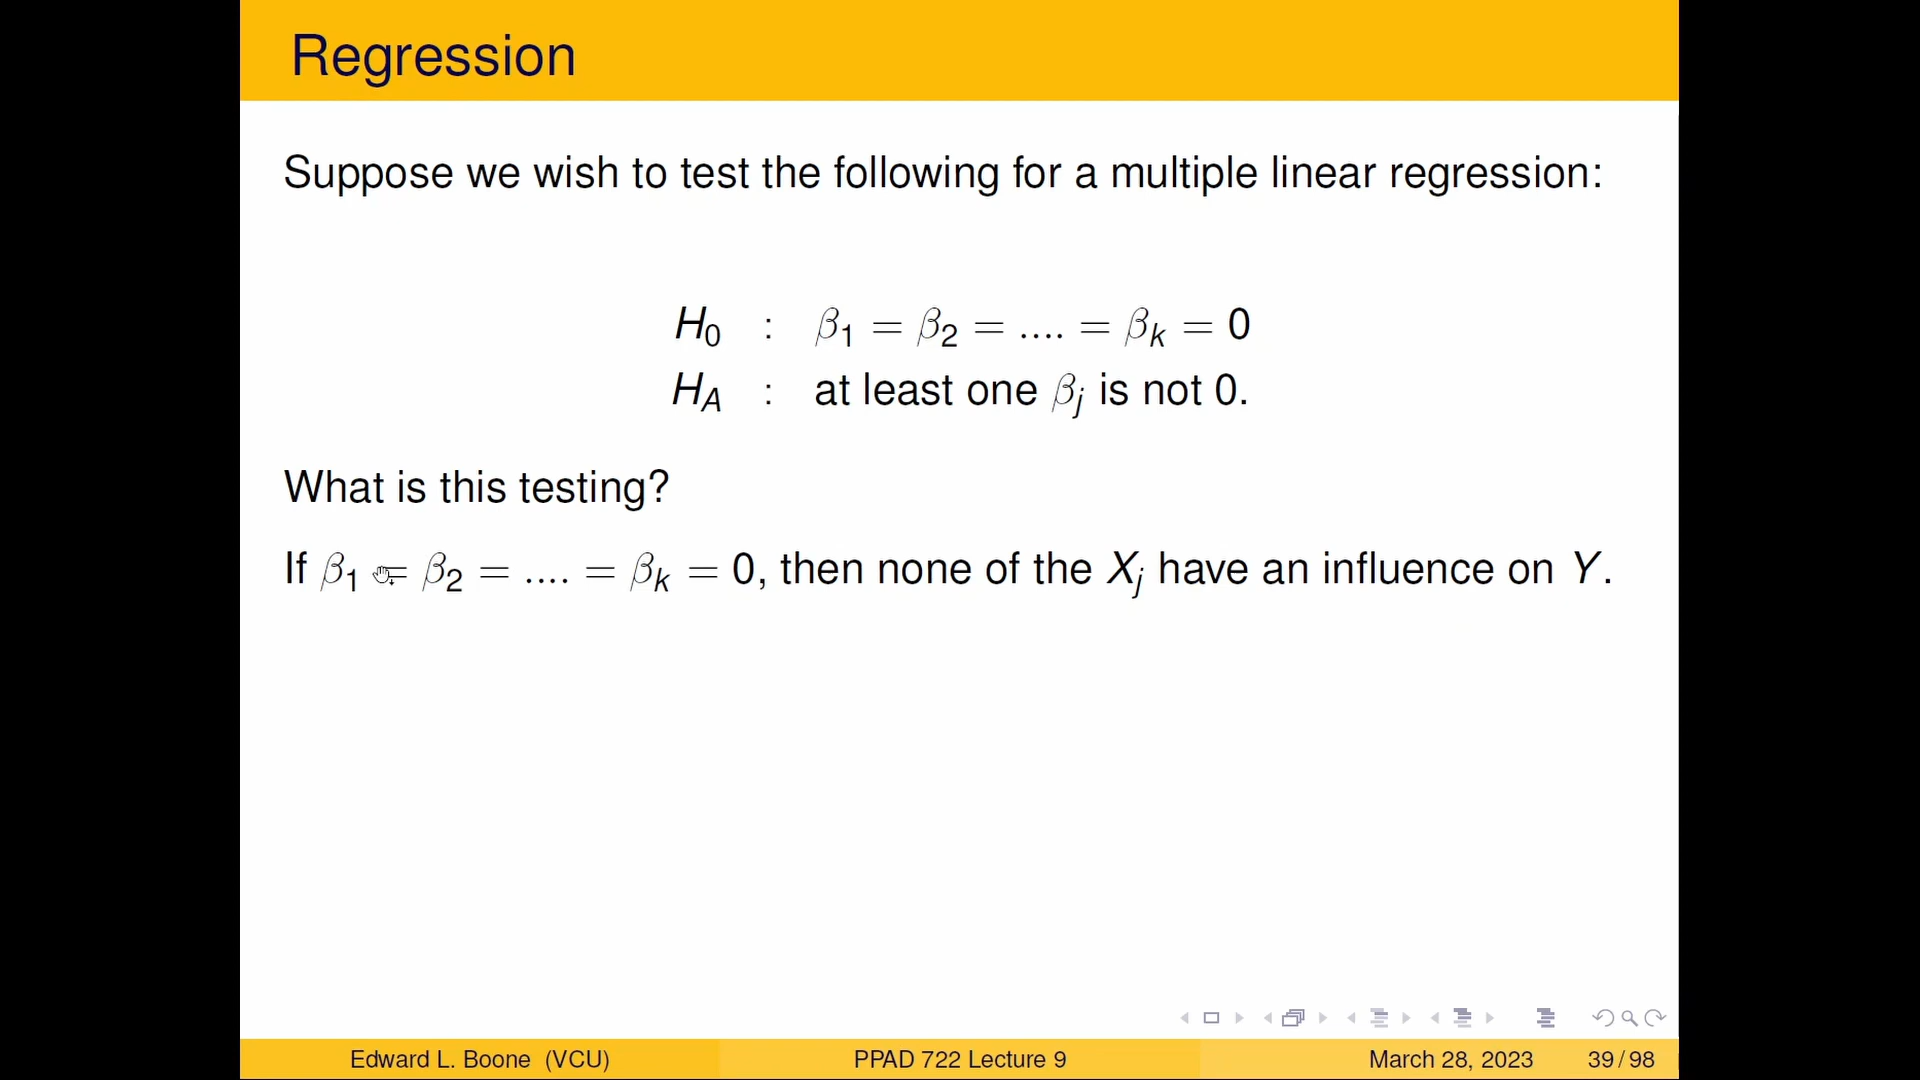 Regression
Suppose we wish to test the following for a multiple linear regression:
H₀ : β₁ = β₂ = .... = βₖ = 0
H_A : at least one βⱼ is not 0.
What is this testing?
If β₁ = β₂ = .... = βₖ = 0, then none of the Xⱼ have an influence on Y.
Edward L. Boone (VCU) PPAD 722 Lecture 9 March 28, 2023 39 / 98